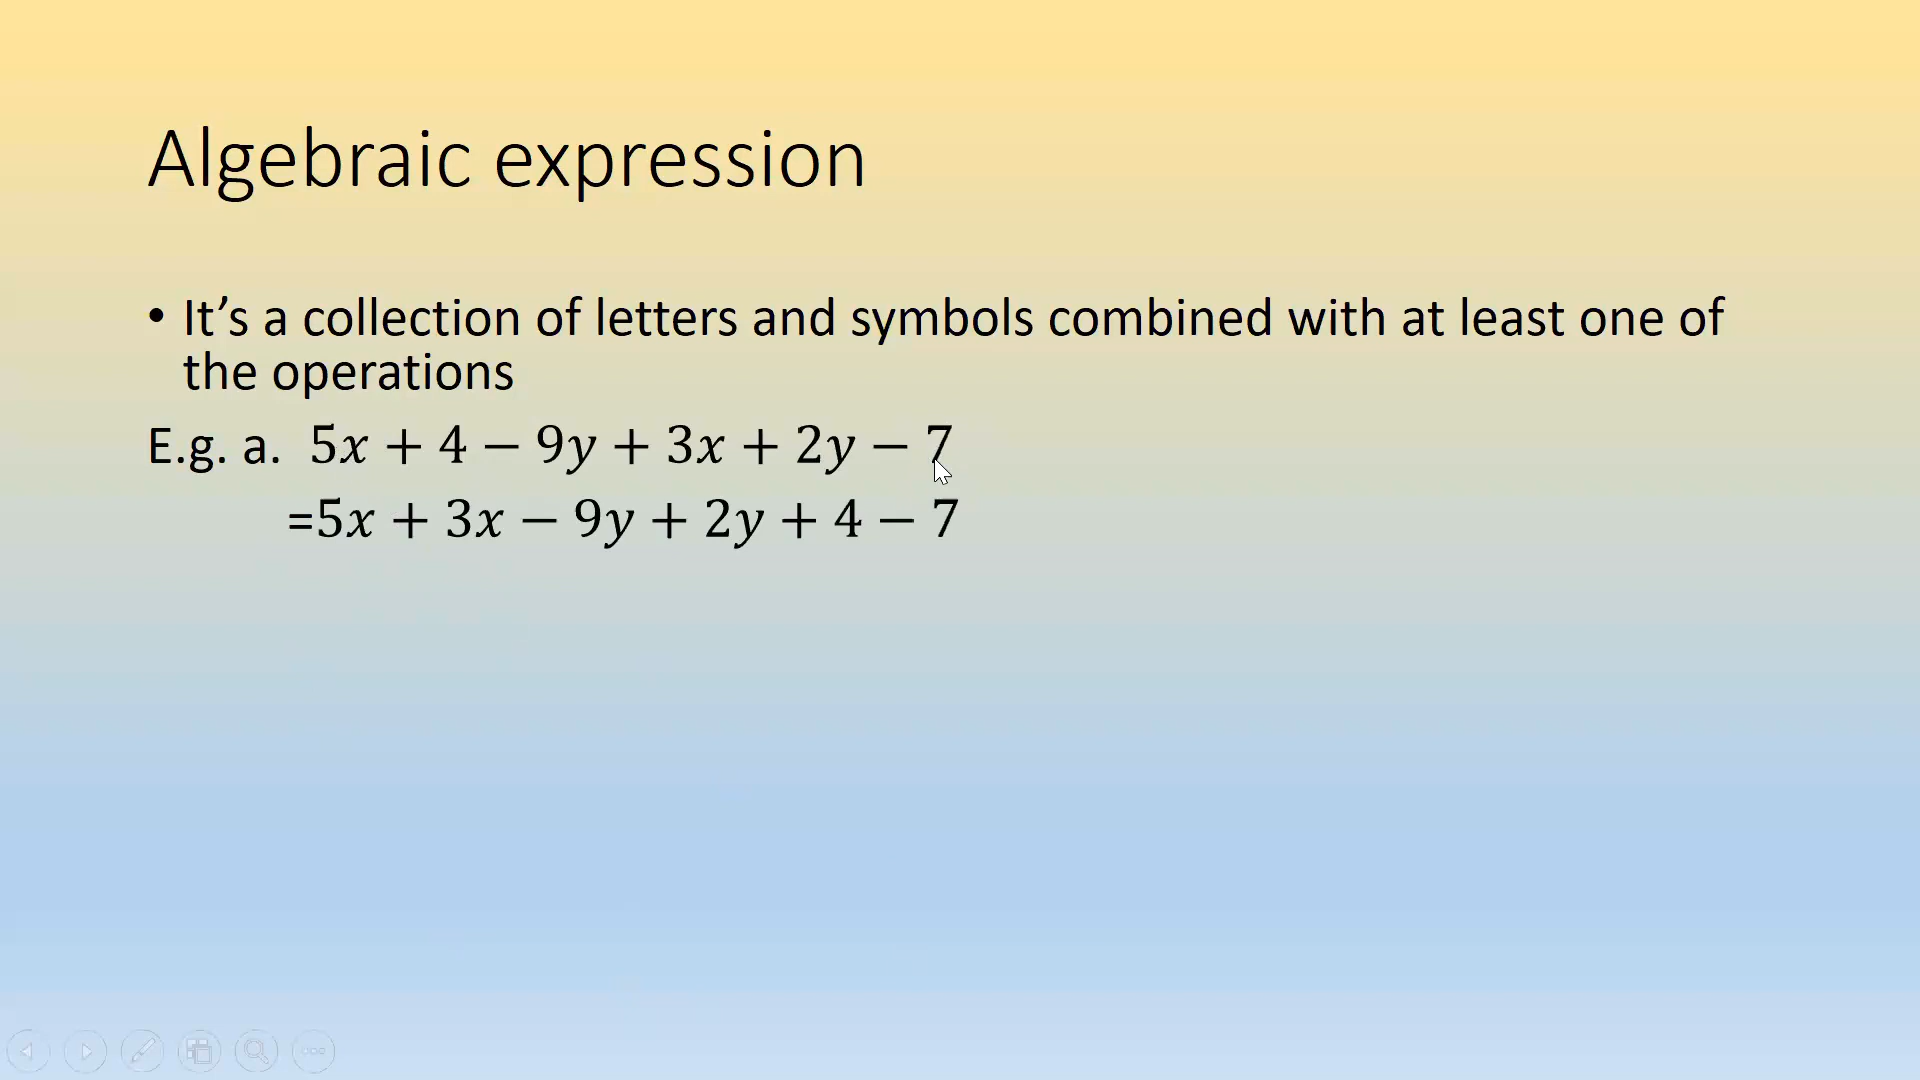 Algebraic expression
• It’s a collection of letters and symbols combined with at least one of
the operations
E.g. a. 5x + 4 − 9y + 3x + 2y − 7
=5x + 3x − 9y + 2y + 4 − 7